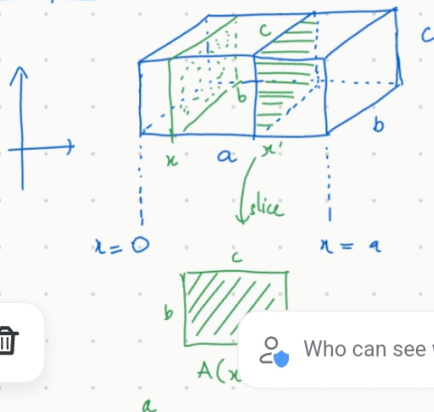 c
c
b
b
x
a
x'
slice
x = 0
x = a
c
b
A(x
Who can see
a